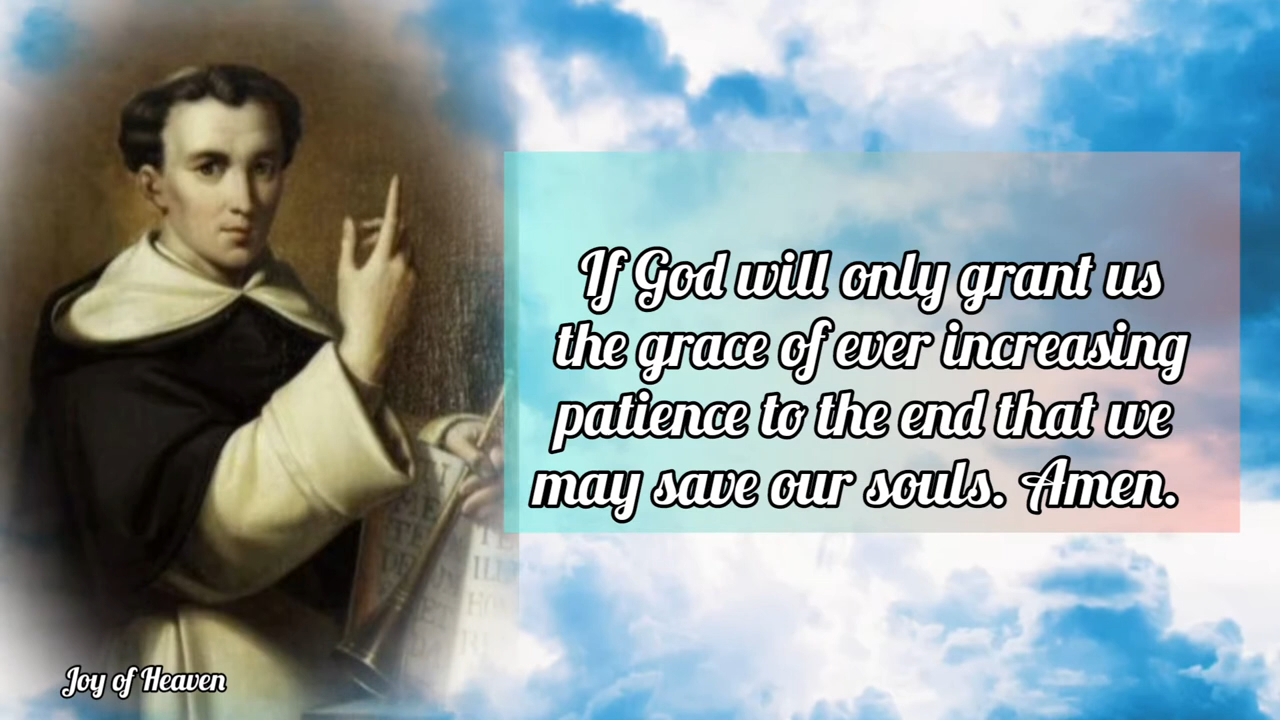 If God will only grant us
the grace of ever increasing
patience to the end that we
may save our souls. Amen.
Joy of Heaven